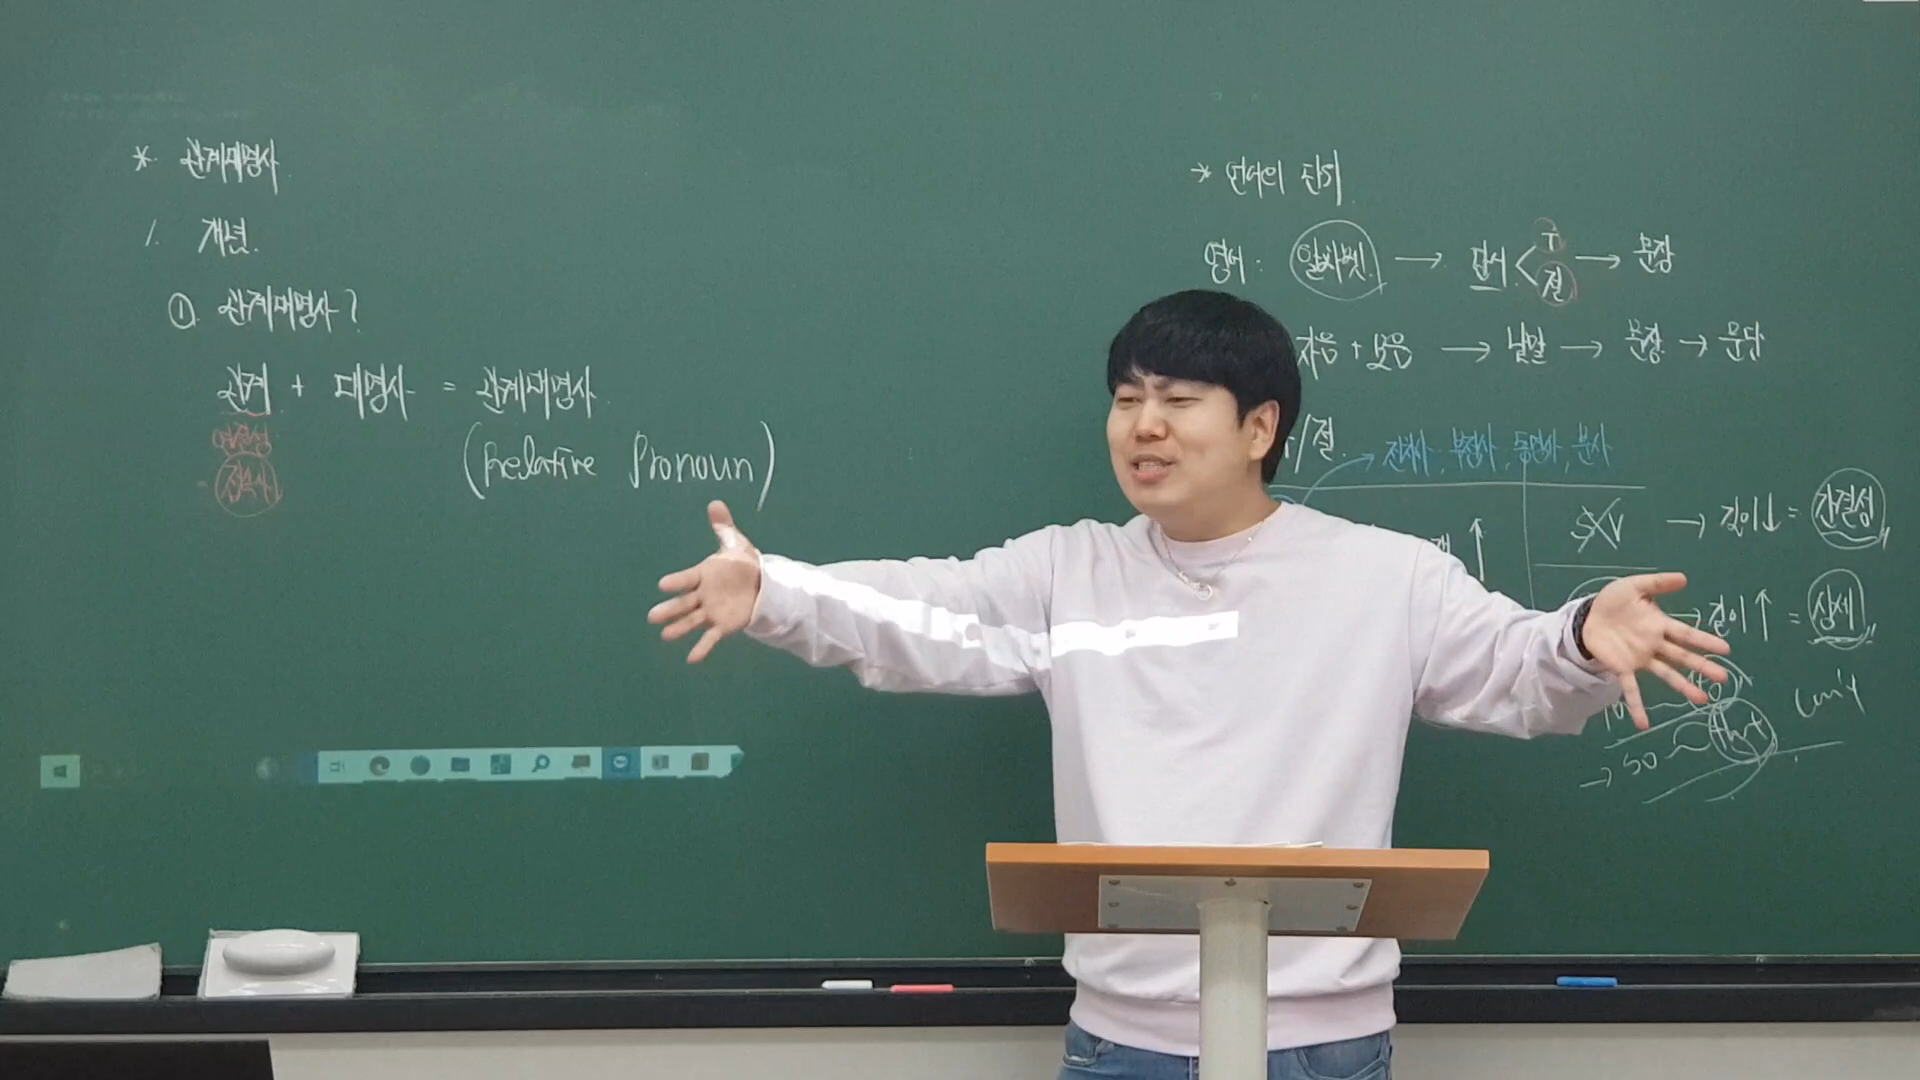 * 관계대명사
1. 개념.
① 관계대명사?
관계 + 대명사 = 관계대명사.
연결성
- 접속사
(Relative Pronoun)
* 언어의 단위
영어 : 알파벳 → 단어 < 구 절 → 문장
자음 + 모음 → 낱말 → 문장 → 문단
/절.
→ 전치사, 부정사, 동명사, 분사
SXV → 길이↓ = 간결성
→ 길이↑ = 상세
to can't
→ so ~ that